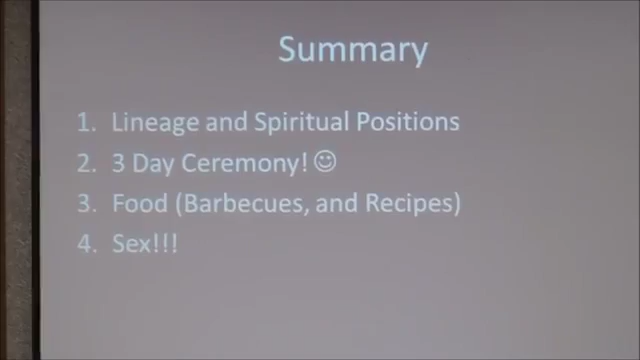 Summary
1. Lineage and Spiritual Positions
2. 3 Day Ceremony!☺
3. Food (Barbecues, and Recipes)
4. Sex!!!